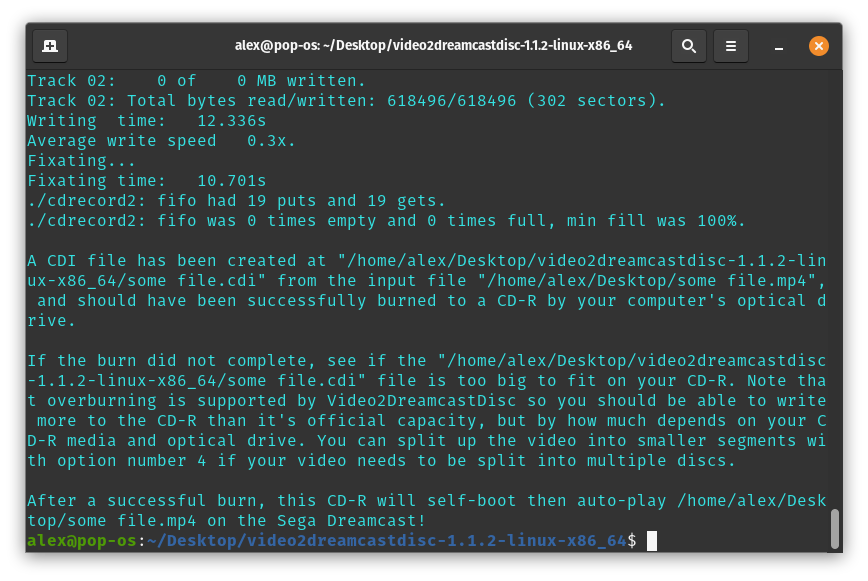 alex@pop-os: ~/Desktop/video2dreamcastdisc-1.1.2-linux-x86_64
Track 02:    0 of    0 MB written.
Track 02: Total bytes read/written: 618496/618496 (302 sectors).
Writing  time:   12.336s
Average write speed   0.3x.
Fixating...
Fixating time:   10.701s
./cdrecord2: fifo had 19 puts and 19 gets.
./cdrecord2: fifo was 0 times empty and 0 times full, min fill was 100%.
A CDI file has been created at "/home/alex/Desktop/video2dreamcastdisc-1.1.2-lin
ux-x86_64/some file.cdi" from the input file "/home/alex/Desktop/some file.mp4",
 and should have been successfully burned to a CD-R by your computer's optical d
rive.
If the burn did not complete, see if the "/home/alex/Desktop/video2dreamcastdisc
-1.1.2-linux-x86_64/some file.cdi" file is too big to fit on your CD-R. Note tha
t overburning is supported by Video2DreamcastDisc so you should be able to write
 more to the CD-R than it's official capacity, but by how much depends on your C
D-R media and optical drive. You can split up the video into smaller segments wi
th option number 4 if your video needs to be split into multiple discs.
After a successful burn, this CD-R will self-boot then auto-play /home/alex/Desk
top/some file.mp4 on the Sega Dreamcast!
alex@pop-os:~/Desktop/video2dreamcastdisc-1.1.2-linux-x86_64$